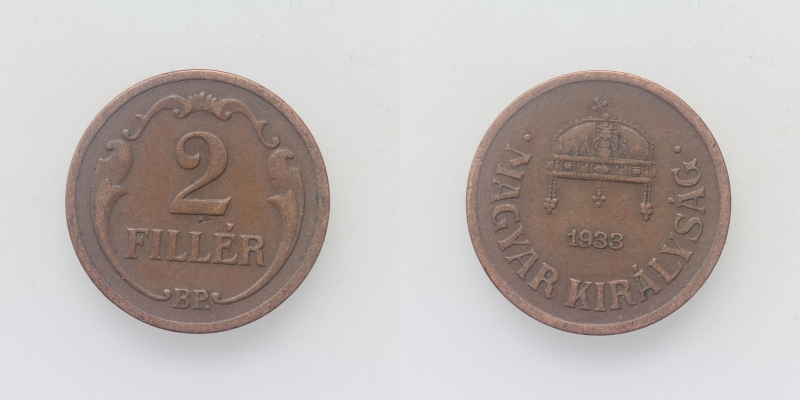 2
FILLÉR
BP.
· MAGYAR KIRÁLYSÁG ·
1933